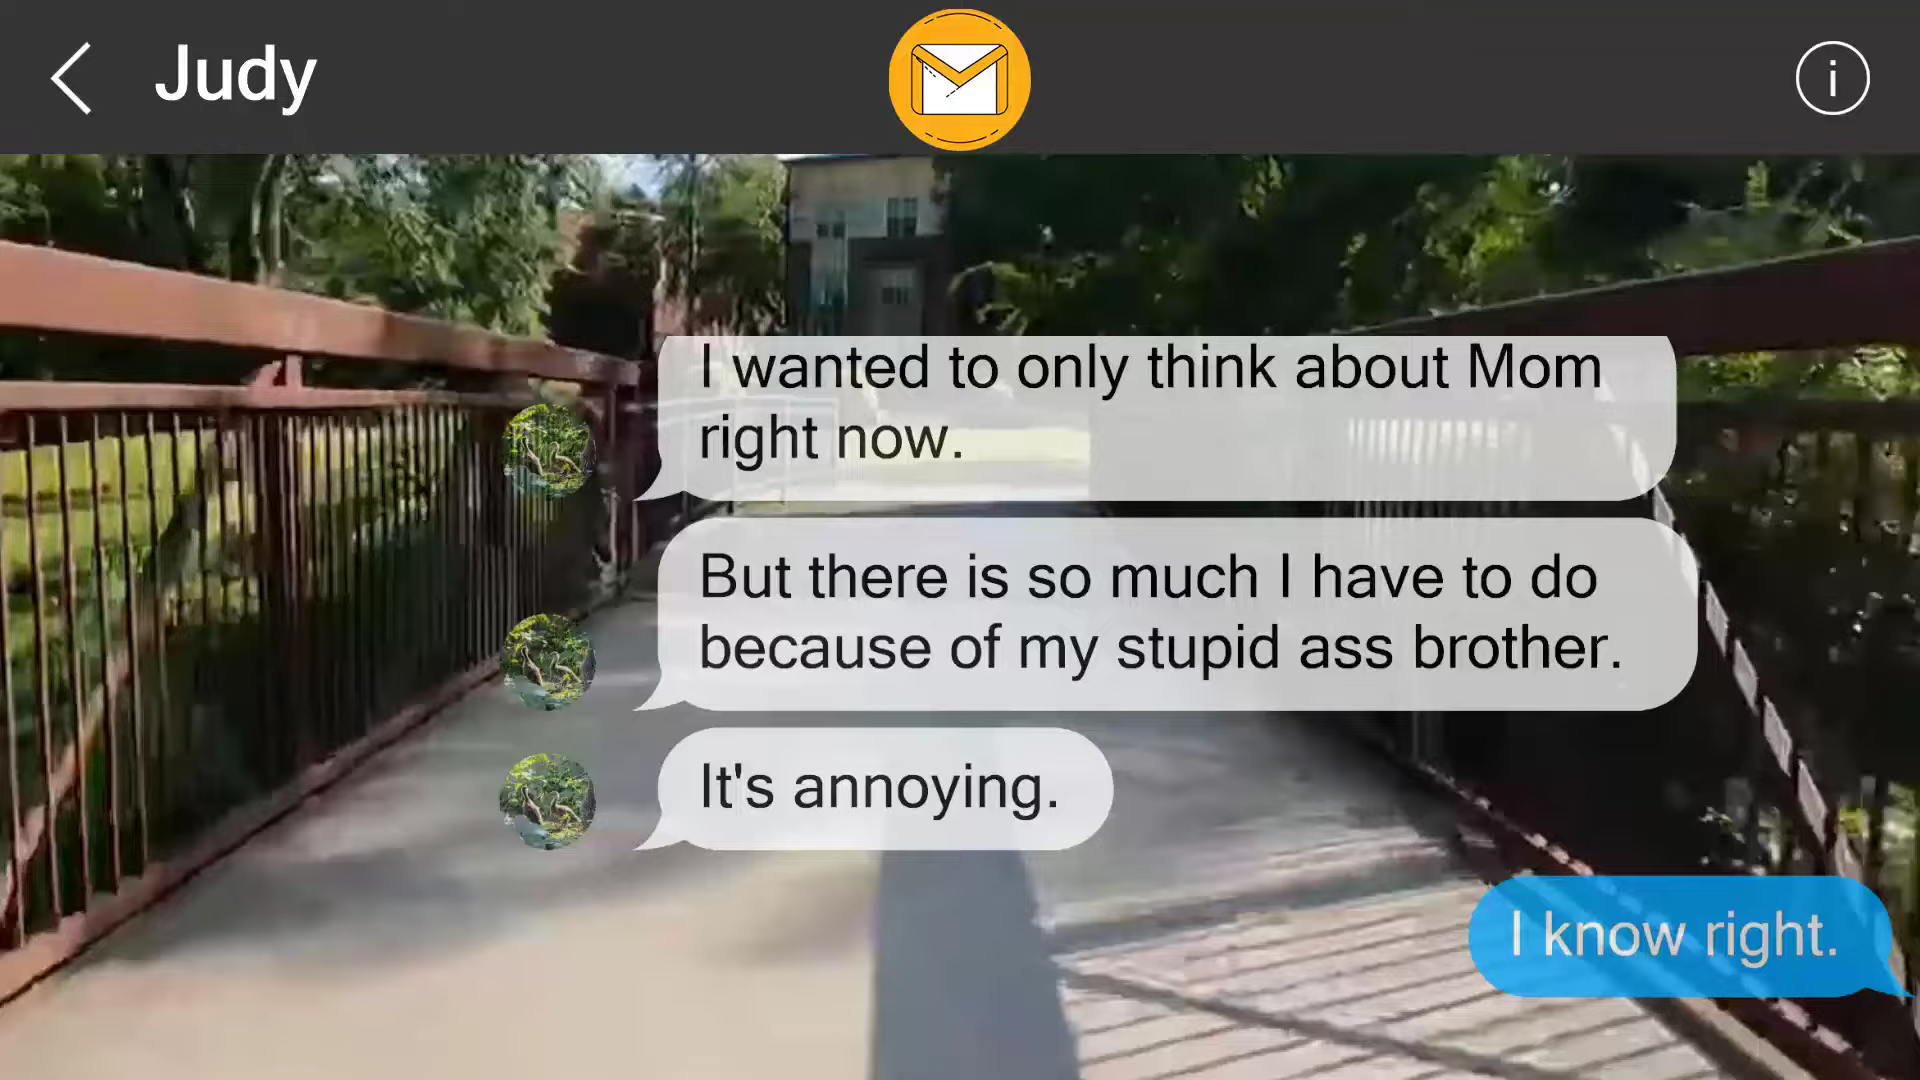 Judy
i
I wanted to only think about Mom
right now.
But there is so much I have to do
because of my stupid ass brother.
It's annoying.
I know right.